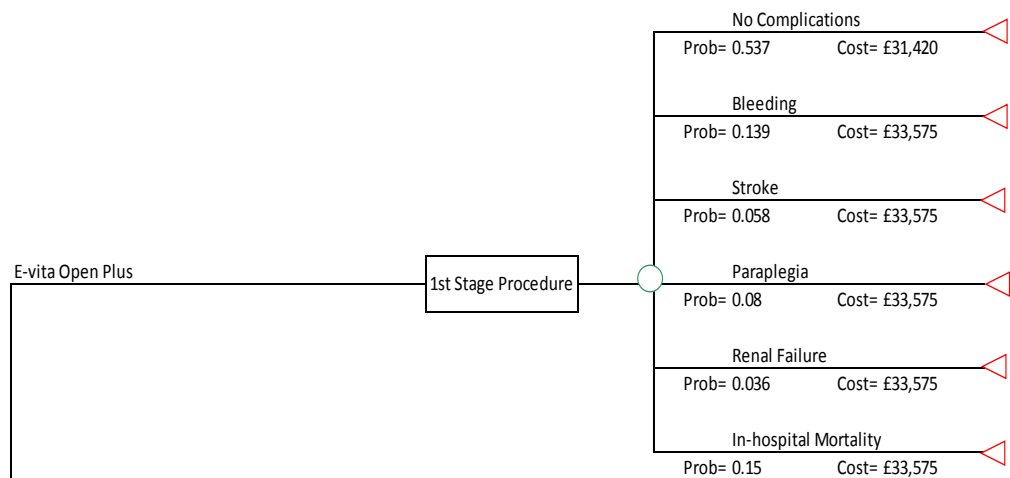 No Complications
Prob= 0.537 Cost= £31,420
Bleeding
Prob= 0.139 Cost= £33,575
Stroke
Prob= 0.058 Cost= £33,575
E-vita Open Plus
1st Stage Procedure
Paraplegia
Prob= 0.08 Cost= £33,575
Renal Failure
Prob= 0.036 Cost= £33,575
In-hospital Mortality
Prob= 0.15 Cost= £33,575